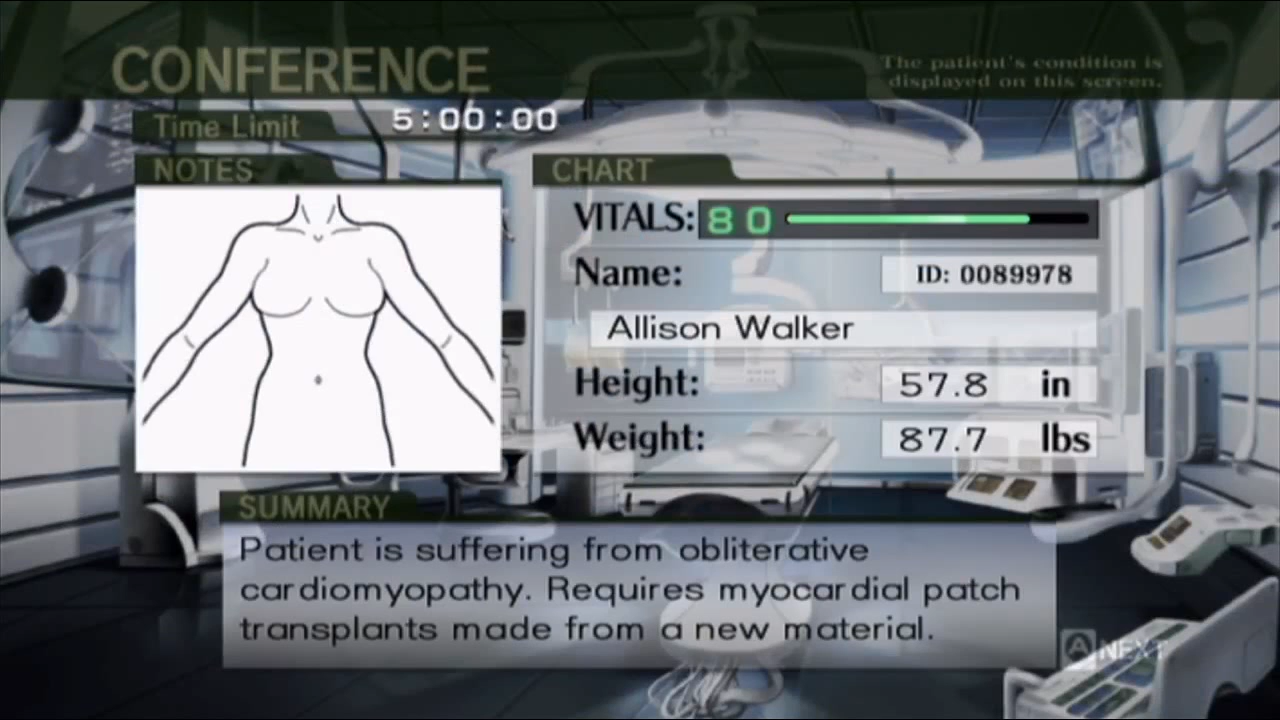 CONFERENCE
The patient's condition is
displayed on this screen.
Time Limit 5:00:00
NOTES
CHART
VITALS: 80
Name: ID: 0089978
Allison Walker
Height: 57.8 in
Weight: 87.7 lbs
SUMMARY
Patient is suffering from obliterative
cardiomyopathy. Requires myocardial patch
transplants made from a new material.
A NEXT